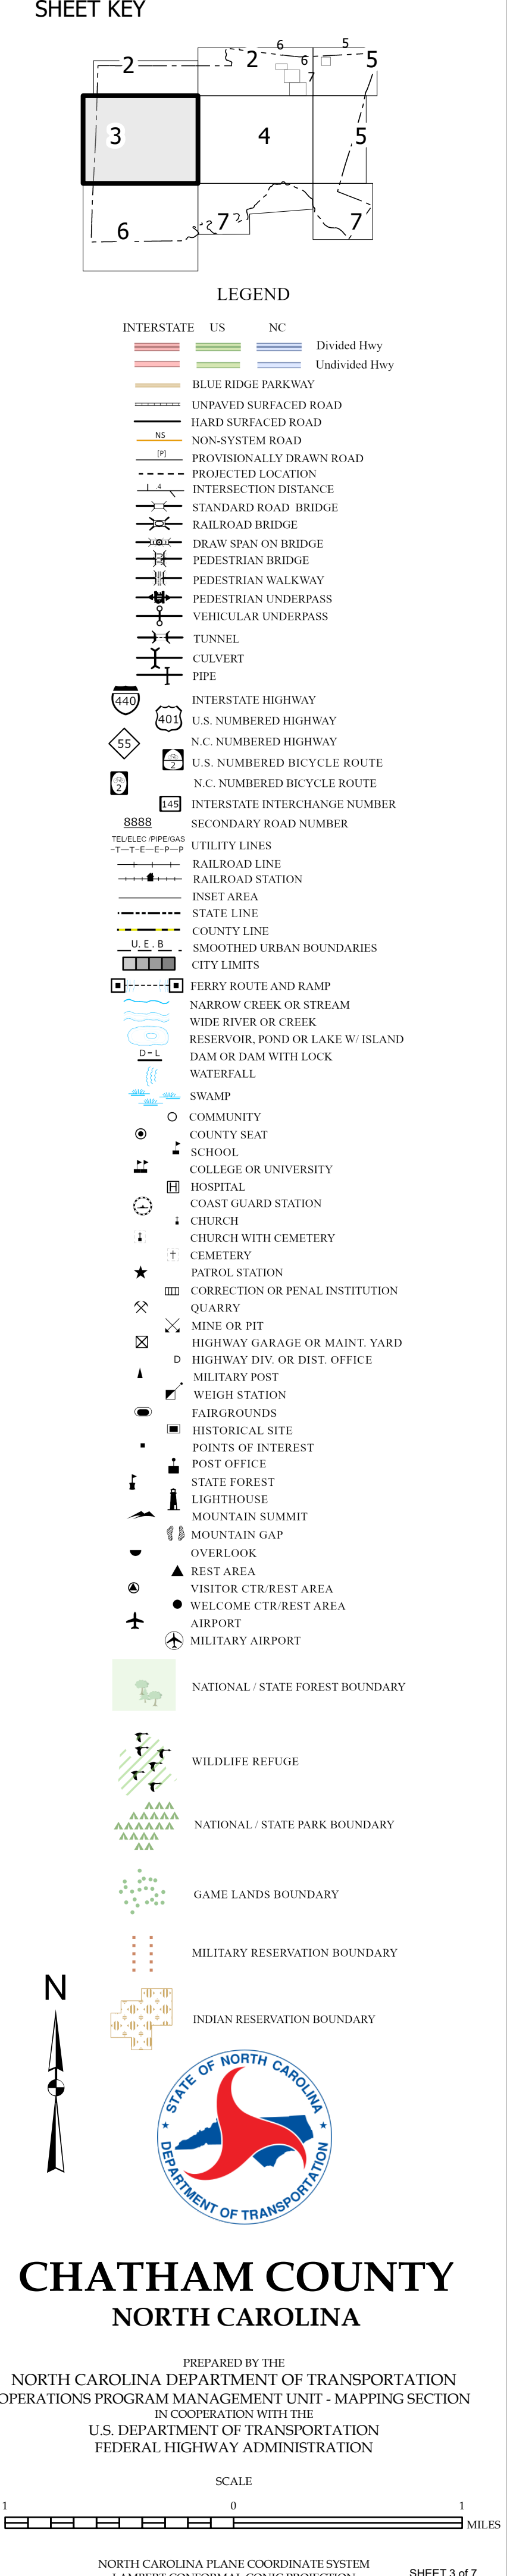 SHEET KEY
2
2
6
6
5
5
7
3
4
5
6
7
7
LEGEND
INTERSTATE US NC
Divided Hwy
Undivided Hwy
BLUE RIDGE PARKWAY
UNPAVED SURFACED ROAD
HARD SURFACED ROAD
NS NON-SYSTEM ROAD
[P] PROVISIONALLY DRAWN ROAD
PROJECTED LOCATION
.4 INTERSECTION DISTANCE
STANDARD ROAD BRIDGE
RAILROAD BRIDGE
DRAW SPAN ON BRIDGE
PEDESTRIAN BRIDGE
PEDESTRIAN WALKWAY
PEDESTRIAN UNDERPASS
VEHICULAR UNDERPASS
TUNNEL
CULVERT
PIPE
440 INTERSTATE HIGHWAY
401 U.S. NUMBERED HIGHWAY
55 N.C. NUMBERED HIGHWAY
2 U.S. NUMBERED BICYCLE ROUTE
2 N.C. NUMBERED BICYCLE ROUTE
145 INTERSTATE INTERCHANGE NUMBER
8888 SECONDARY ROAD NUMBER
TEL/ELEC /PIPE/GAS
-T--T-E--E-P--P UTILITY LINES
RAILROAD LINE
RAILROAD STATION
INSET AREA
STATE LINE
COUNTY LINE
U. E. B SMOOTHED URBAN BOUNDARIES
CITY LIMITS
FERRY ROUTE AND RAMP
NARROW CREEK OR STREAM
WIDE RIVER OR CREEK
RESERVOIR, POND OR LAKE W/ ISLAND
D-L DAM OR DAM WITH LOCK
WATERFALL
SWAMP
COMMUNITY
COUNTY SEAT
SCHOOL
COLLEGE OR UNIVERSITY
H HOSPITAL
COAST GUARD STATION
CHURCH
CHURCH WITH CEMETERY
CEMETERY
PATROL STATION
CORRECTION OR PENAL INSTITUTION
QUARRY
MINE OR PIT
HIGHWAY GARAGE OR MAINT. YARD
D HIGHWAY DIV. OR DIST. OFFICE
MILITARY POST
WEIGH STATION
FAIRGROUNDS
HISTORICAL SITE
POINTS OF INTEREST
POST OFFICE
STATE FOREST
LIGHTHOUSE
MOUNTAIN SUMMIT
MOUNTAIN GAP
OVERLOOK
REST AREA
VISITOR CTR/REST AREA
WELCOME CTR/REST AREA
AIRPORT
MILITARY AIRPORT
NATIONAL / STATE FOREST BOUNDARY
WILDLIFE REFUGE
NATIONAL / STATE PARK BOUNDARY
GAME LANDS BOUNDARY
MILITARY RESERVATION BOUNDARY
N
INDIAN RESERVATION BOUNDARY
STATE OF NORTH CAROLINA
DEPARTMENT OF TRANSPORTATION
CHATHAM COUNTY
NORTH CAROLINA
PREPARED BY THE
NORTH CAROLINA DEPARTMENT OF TRANSPORTATION
OPERATIONS PROGRAM MANAGEMENT UNIT - MAPPING SECTION
IN COOPERATION WITH THE
U.S. DEPARTMENT OF TRANSPORTATION
FEDERAL HIGHWAY ADMINISTRATION
SCALE
1 0 1
MILES
NORTH CAROLINA PLANE COORDINATE SYSTEM
LAMBERT CONFORMAL CONIC PROJECTION
SHEET 3 of 7